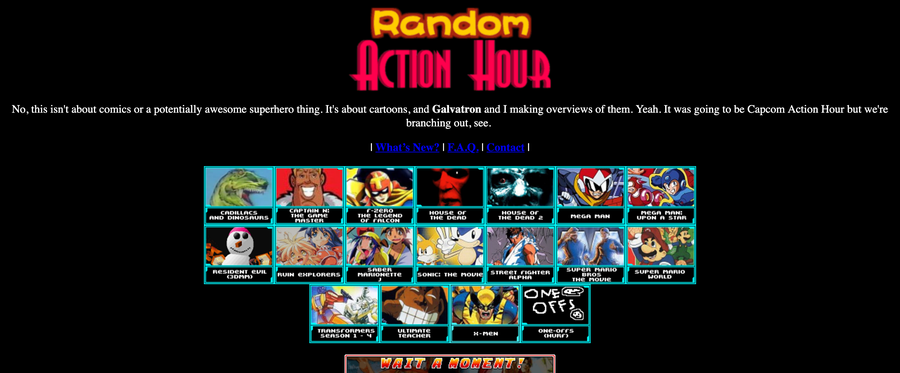 Random
Action Hour
No, this isn't about comics or a potentially awesome superhero thing. It's about cartoons, and Galvatron and I making overviews of them. Yeah. It was going to be Capcom Action Hour but we're
branching out, see.
| What's New? | F.A.Q. | Contact |
CADILLACS
AND DINOSAURS
CAPTAIN N:
THE GAME
MASTER
F-ZERO
THE LEGEND
OF FALCON
HOUSE OF
THE DEAD
HOUSE OF
THE DEAD 2
MEGA MAN
MEGA MAN:
UPON A STAR
RESIDENT EVIL
(3DMM)
RUIN EXPLORERS
SABER
MARIONETTE
J
SONIC: THE MOVIE
STREET FIGHTER
ALPHA
SUPER MARIO
BROS
THE MOVIE
SUPER MARIO
WORLD
TRANSFORMERS
SEASON 1 - 4
ULTIMATE
TEACHER
X-MEN
ONE
OFFS
ONE-OFFS
(HURF)
WAIT A MOMENT!